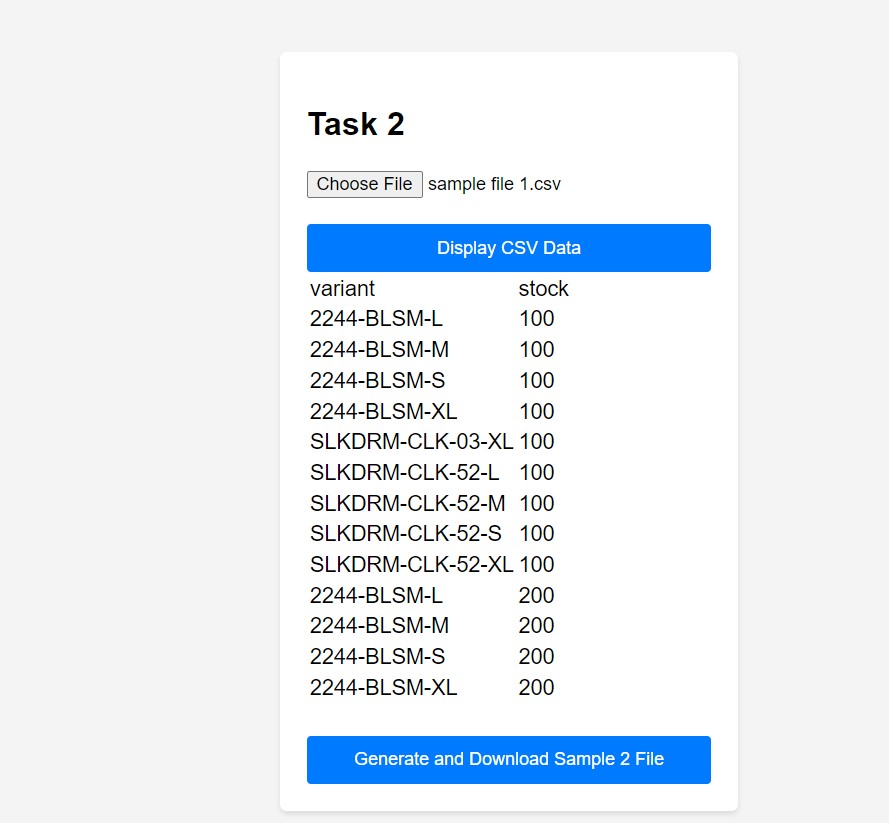 Task 2
Choose File sample file 1.csv
Display CSV Data
variant stock
2244-BLSM-L 100
2244-BLSM-M 100
2244-BLSM-S 100
2244-BLSM-XL 100
SLKDRM-CLK-03-XL 100
SLKDRM-CLK-52-L 100
SLKDRM-CLK-52-M 100
SLKDRM-CLK-52-S 100
SLKDRM-CLK-52-XL 100
2244-BLSM-L 200
2244-BLSM-M 200
2244-BLSM-S 200
2244-BLSM-XL 200
Generate and Download Sample 2 File